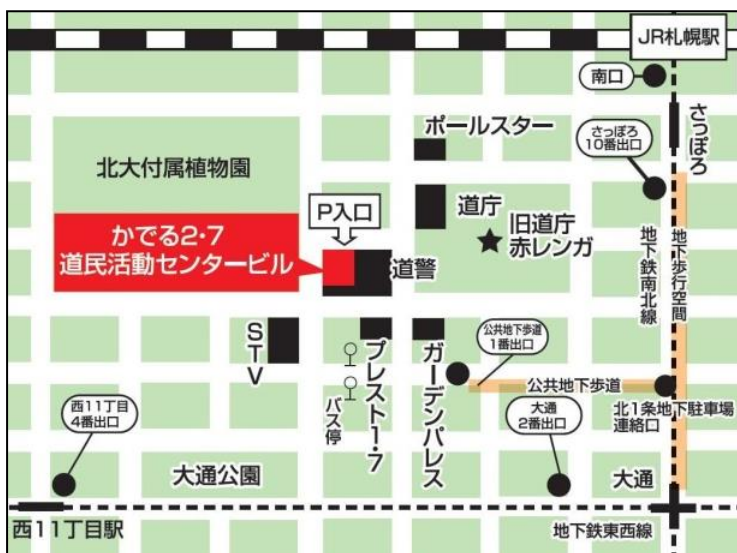 JR札幌駅
南口
さっぽろ
さっぽろ
10番出口
ポールスター
北大付属植物園
P入口
道庁
旧道庁
赤レンガ
かでる2・7
道民活動センタービル
道警
地下鉄南北線
地下歩行空間
STV
プレスト1・7
ガーデンパレス
公共地下歩道
1番出口
公共地下歩道
バス停
西11丁目
4番出口
大通
2番出口
北1条地下駐車場
連絡口
大通公園
大通
西11丁目駅
地下鉄東西線